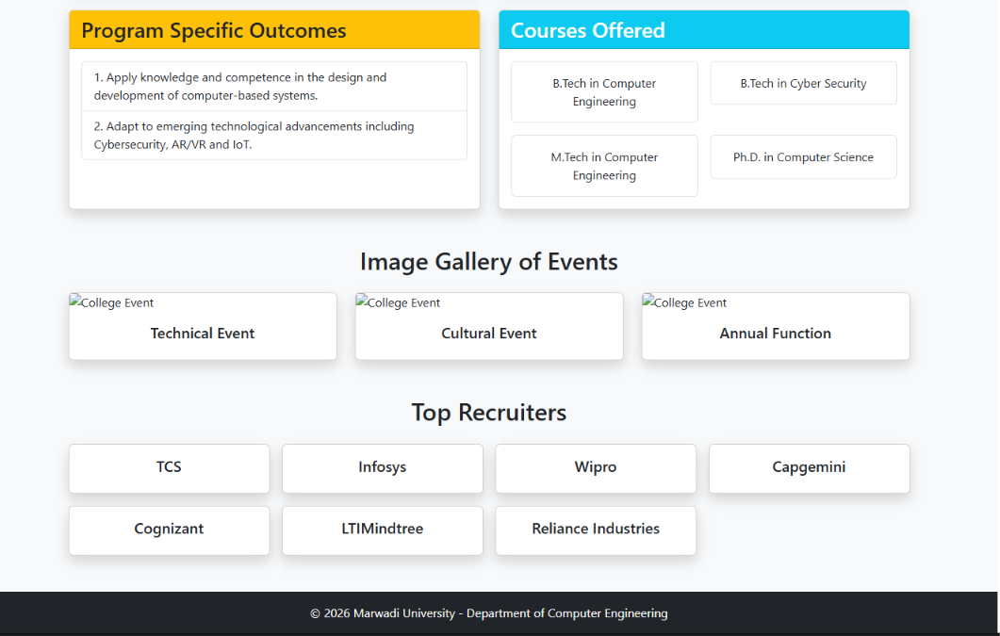 Program Specific Outcomes
1. Apply knowledge and competence in the design and
development of computer-based systems.
2. Adapt to emerging technological advancements including
Cybersecurity, AR/VR and IoT.
Courses Offered
B.Tech in Computer
Engineering
B.Tech in Cyber Security
M.Tech in Computer
Engineering
Ph.D. in Computer Science
Image Gallery of Events
College Event
Technical Event
College Event
Cultural Event
College Event
Annual Function
Top Recruiters
TCS
Infosys
Wipro
Capgemini
Cognizant
LTIMindtree
Reliance Industries
© 2026 Marwadi University - Department of Computer Engineering